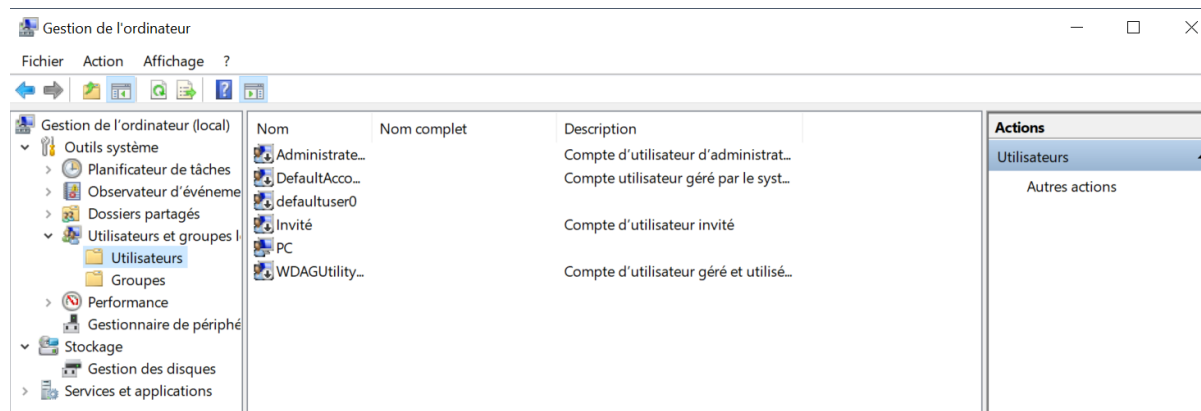 Gestion de l'ordinateur
Fichier Action Affichage ?
Gestion de l'ordinateur (local)
Outils système
Planificateur de tâches
Observateur d'événeme
Dossiers partagés
Utilisateurs et groupes l
Utilisateurs
Groupes
Performance
Gestionnaire de périphé
Stockage
Gestion des disques
Services et applications
Nom Nom complet Description
Administrate... Compte d'utilisateur d'administrat...
DefaultAcco... Compte utilisateur géré par le syst...
defaultuser0
Invité Compte d'utilisateur invité
PC
WDAGUtility... Compte d'utilisateur géré et utilisé...
Actions
Utilisateurs
Autres actions